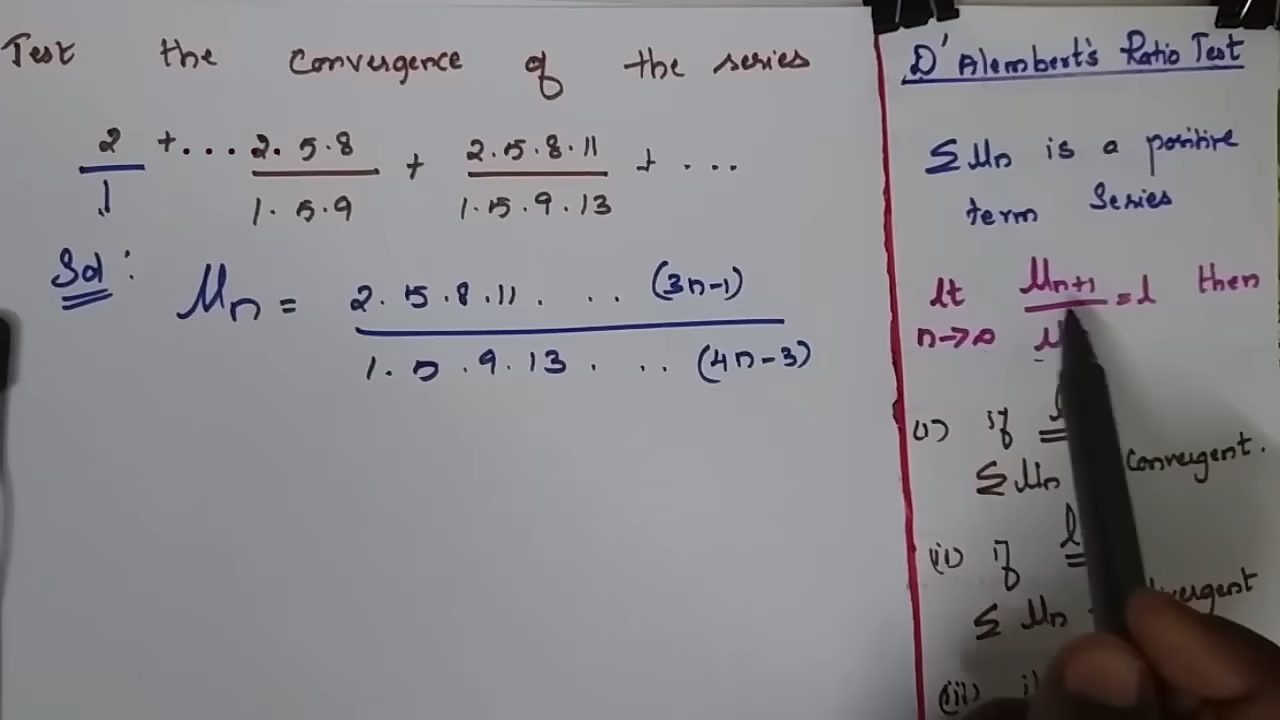 Test the Convergence of the series
2 +... 2.5.8 + 2.5.8.11 + ...
1 1.5.9 1.5.9.13
Sol: Un = 2.5.8.11. .. (3n-1)
1.5.9.13. .. (4n-3)
D'Alembert's Ratio Test
ΣUn is a positive
term Series
lt Un+1 = l then
n→∞ U
(i) if l
ΣUn Convergent.
(ii) if l
ΣUn
(iii) i